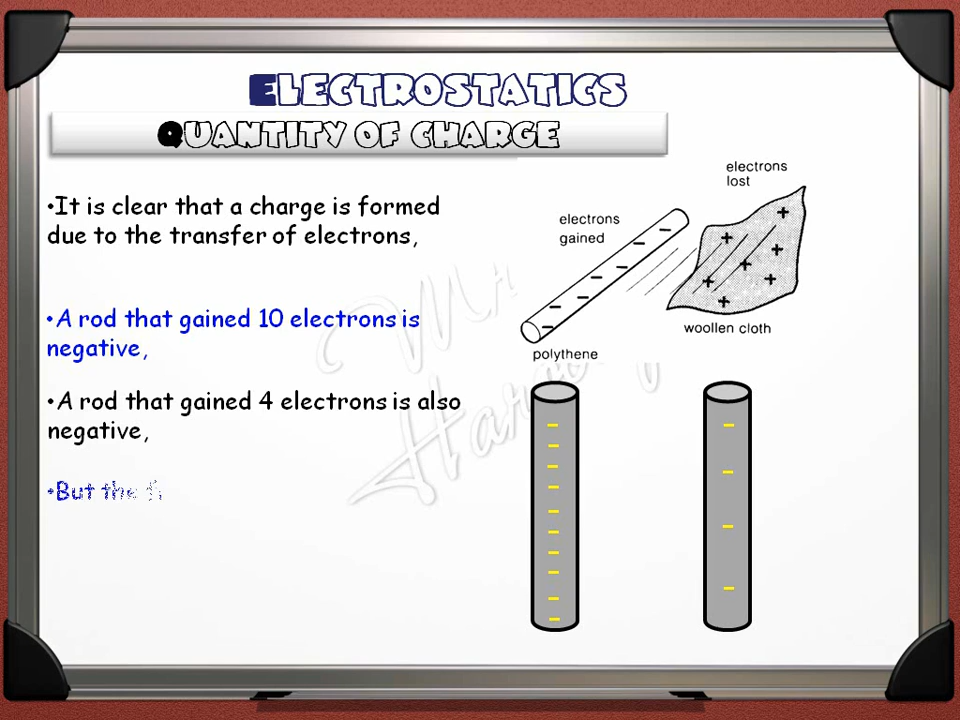 ELECTROSTATICS
QUANTITY OF CHARGE
•It is clear that a charge is formed
due to the transfer of electrons,
•A rod that gained 10 electrons is
negative,
•A rod that gained 4 electrons is also
negative,
•But the
electrons
lost
electrons
gained
woollen cloth
polythene